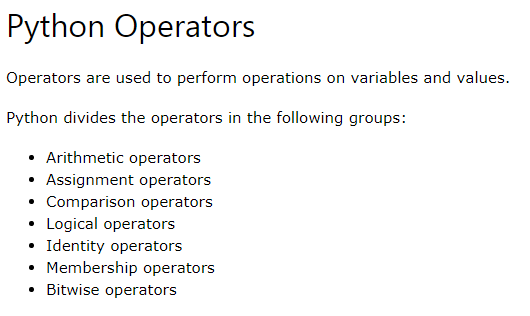 Python Operators
Operators are used to perform operations on variables and values.
Python divides the operators in the following groups:
• Arithmetic operators
• Assignment operators
• Comparison operators
• Logical operators
• Identity operators
• Membership operators
• Bitwise operators